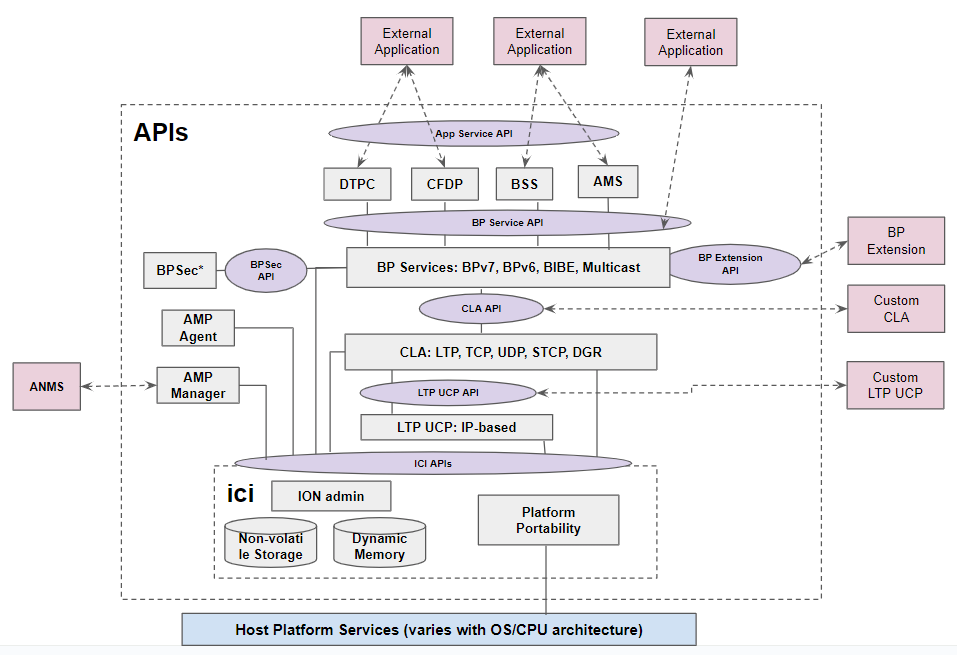 External
Application
External
Application
External
Application
APIs
App Service API
DTPC
CFDP
BSS
AMS
BP Service API
BP
Extension
BPSec*
BPSec
API
BP Services: BPv7, BPv6, BIBE, Multicast
BP Extension
API
CLA API
Custom
CLA
AMP
Agent
CLA: LTP, TCP, UDP, STCP, DGR
ANMS
AMP
Manager
LTP UCP API
Custom
LTP UCP
LTP UCP: IP-based
ICI APIs
ici
ION admin
Platform
Portability
Non-volati
le Storage
Dynamic
Memory
Host Platform Services (varies with OS/CPU architecture)